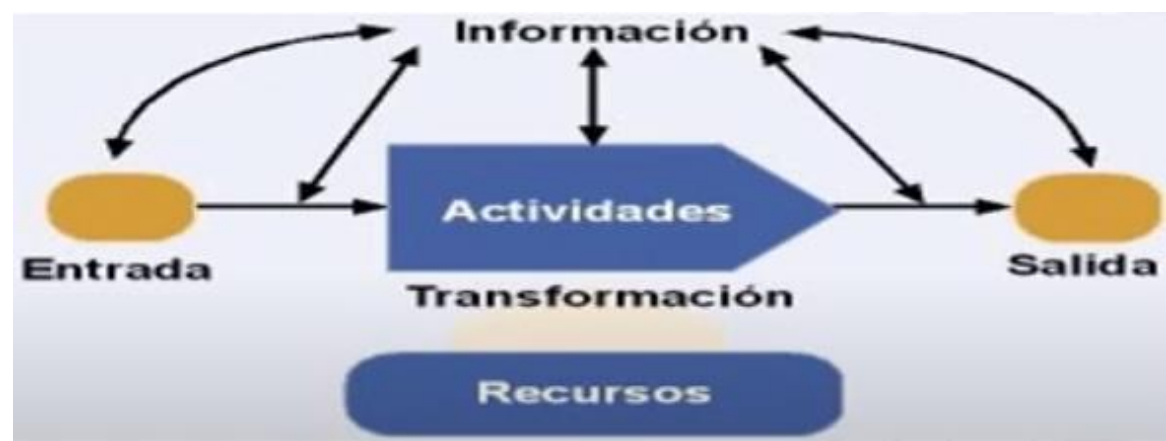 Información
Actividades
Entrada
Salida
Transformación
Recursos